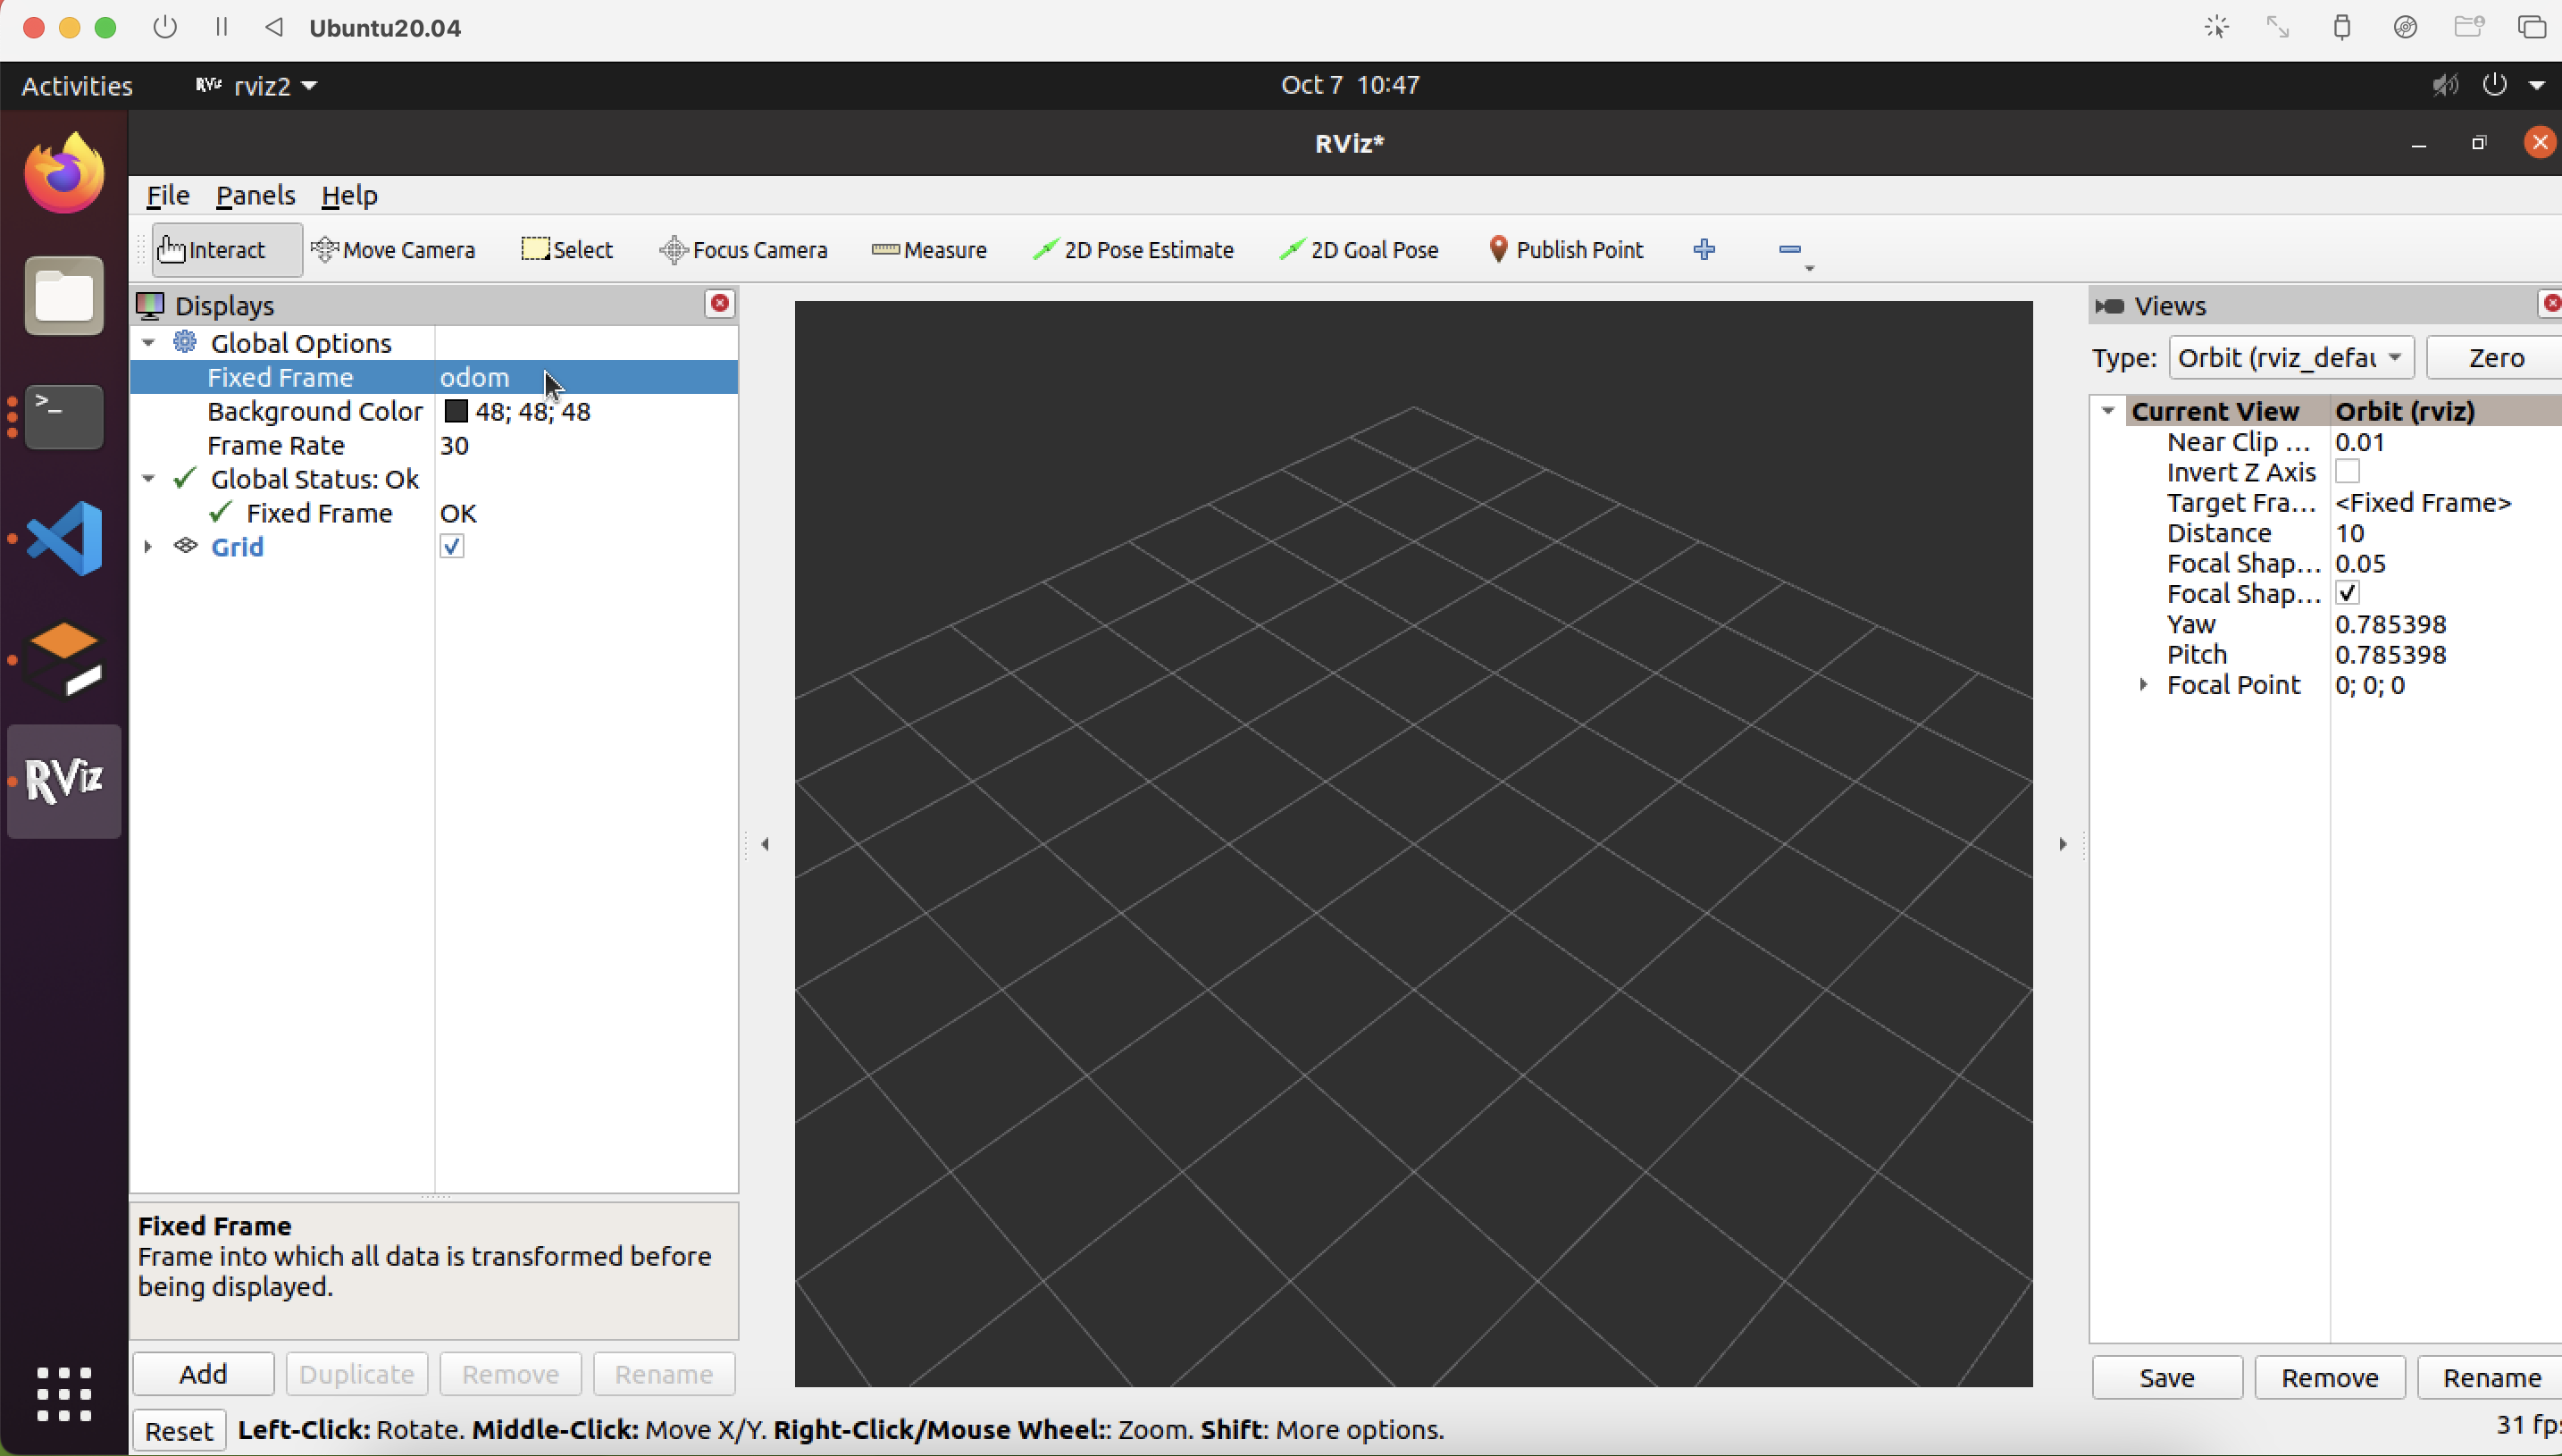 Ubuntu20.04
Activities
RViz rviz2
Oct 7 10:47
RViz*
File Panels Help
Interact Move Camera Select Focus Camera Measure 2D Pose Estimate 2D Goal Pose Publish Point
>_
RViz
Displays
Global Options
Fixed Frame odom
Background Color 48; 48; 48
Frame Rate 30
Global Status: Ok
Fixed Frame OK
Grid
Fixed Frame
Frame into which all data is transformed before
being displayed.
Add Duplicate Remove Rename
Views
Type: Orbit (rviz_defau Zero
Current View Orbit (rviz)
Near Clip ... 0.01
Invert Z Axis
Target Fra... <Fixed Frame>
Distance 10
Focal Shap... 0.05
Focal Shap...
Yaw 0.785398
Pitch 0.785398
Focal Point 0; 0; 0
Save Remove Rename
Reset Left-Click: Rotate. Middle-Click: Move X/Y. Right-Click/Mouse Wheel:: Zoom. Shift: More options.
31 fps